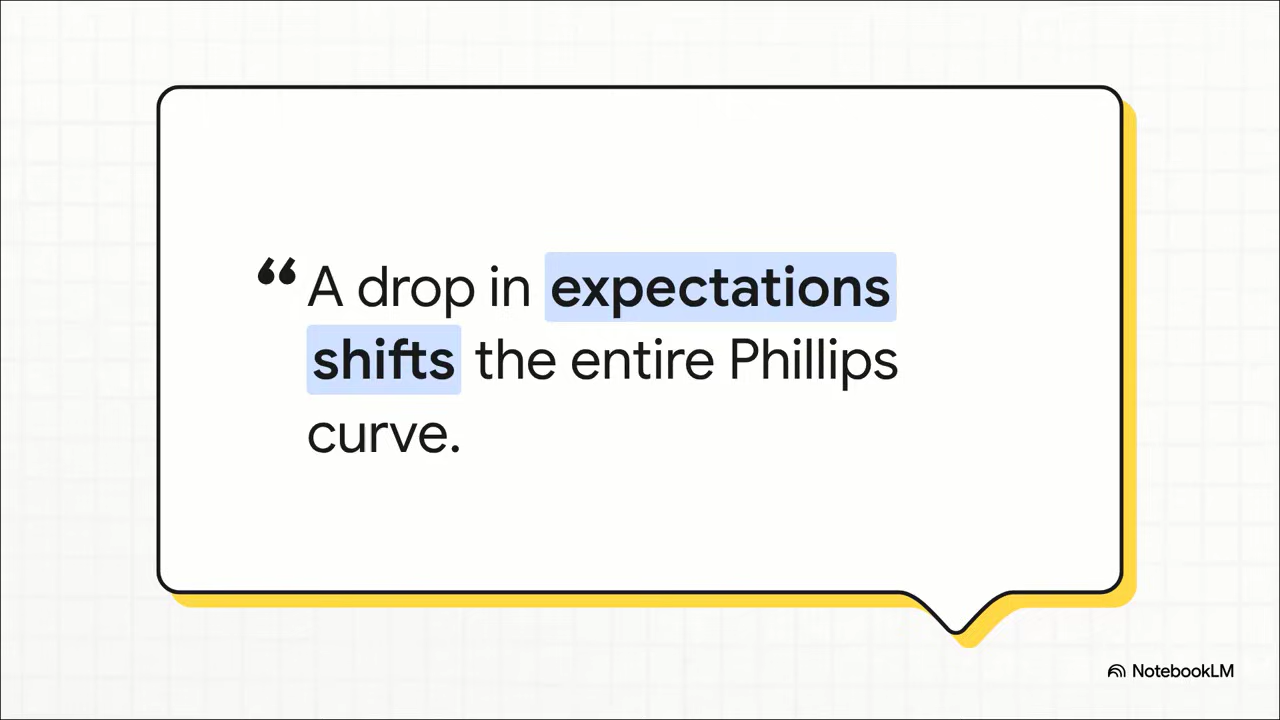 “A drop in expectations
shifts the entire Phillips
curve.
NotebookLM